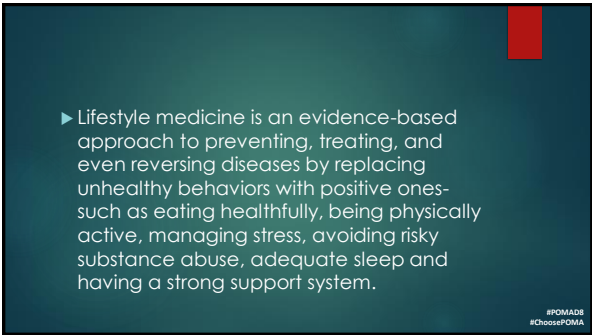 Lifestyle medicine is an evidence-based
approach to preventing, treating, and
even reversing diseases by replacing
unhealthy behaviors with positive ones-
such as eating healthfully, being physically
active, managing stress, avoiding risky
substance abuse, adequate sleep and
having a strong support system.
#POMAD8
#ChoosePOMA